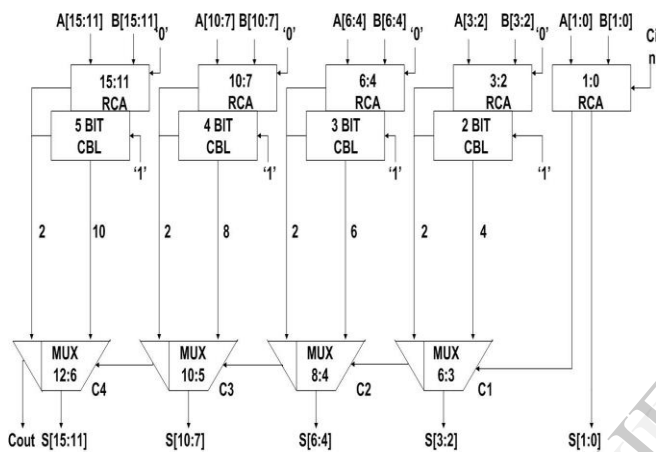 A[15:11] B[15:11] A[10:7] B[10:7] A[6:4] B[6:4] A[3:2] B[3:2] A[1:0] B[1:0]
'0' '0' '0' '0' Ci
n
15:11 10:7 6:4 3:2 1:0
RCA RCA RCA RCA RCA
5 BIT 4 BIT 3 BIT 2 BIT
CBL CBL CBL CBL
'1' '1' '1' '1'
2 10 2 8 2 6 2 4
MUX MUX MUX MUX
12:6 10:5 8:4 6:3
C4 C3 C2 C1
Cout S[15:11] S[10:7] S[6:4] S[3:2] S[1:0]